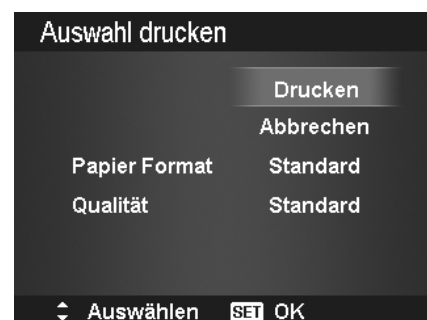 Auswahl drucken
Drucken
Abbrechen
Papier Format Standard
Qualität Standard
Auswählen SET OK